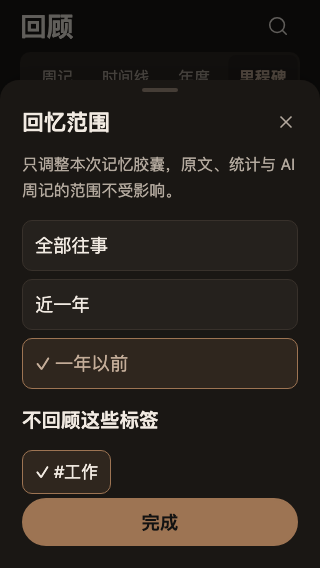 回顾
周记 时间线 年度 里程碑
回忆范围
只调整本次记忆胶囊，原文、统计与 AI
周记的范围不受影响。
全部往事
近一年
✓ 一年以前
不回顾这些标签
✓ #工作
完成